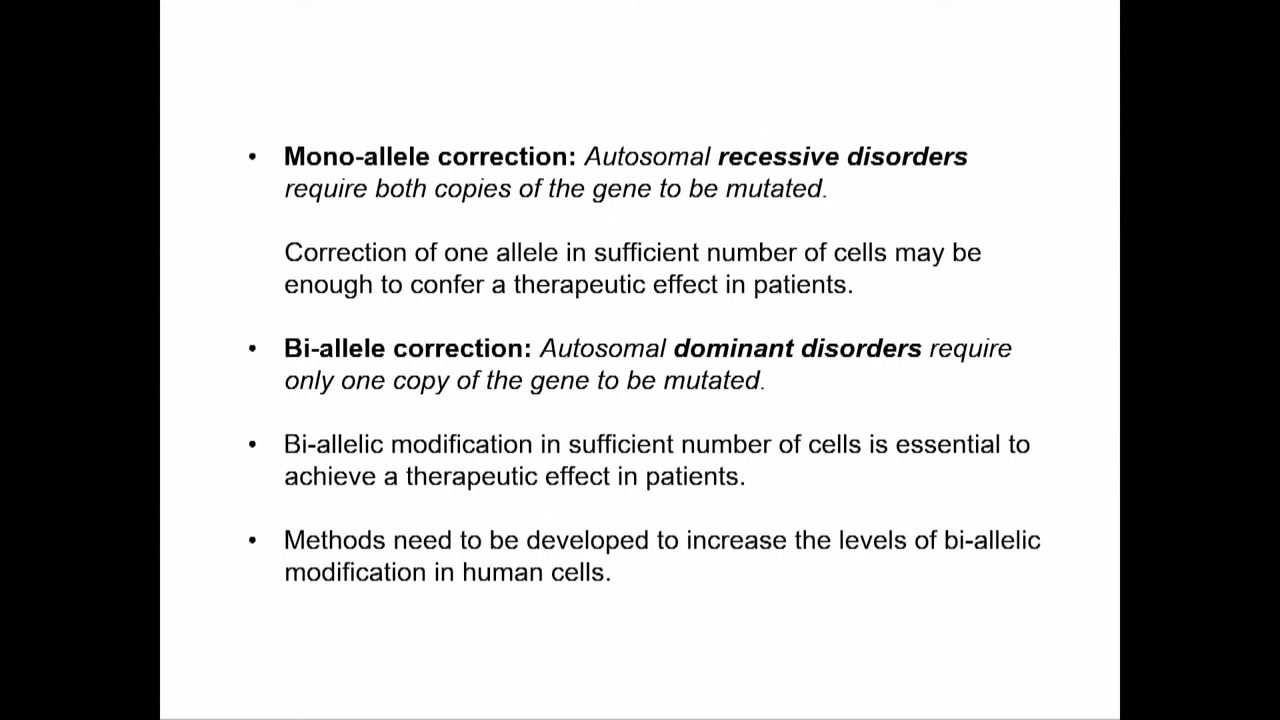 • Mono-allele correction: Autosomal recessive disorders
require both copies of the gene to be mutated.
Correction of one allele in sufficient number of cells may be
enough to confer a therapeutic effect in patients.
• Bi-allele correction: Autosomal dominant disorders require
only one copy of the gene to be mutated.
• Bi-allelic modification in sufficient number of cells is essential to
achieve a therapeutic effect in patients.
• Methods need to be developed to increase the levels of bi-allelic
modification in human cells.